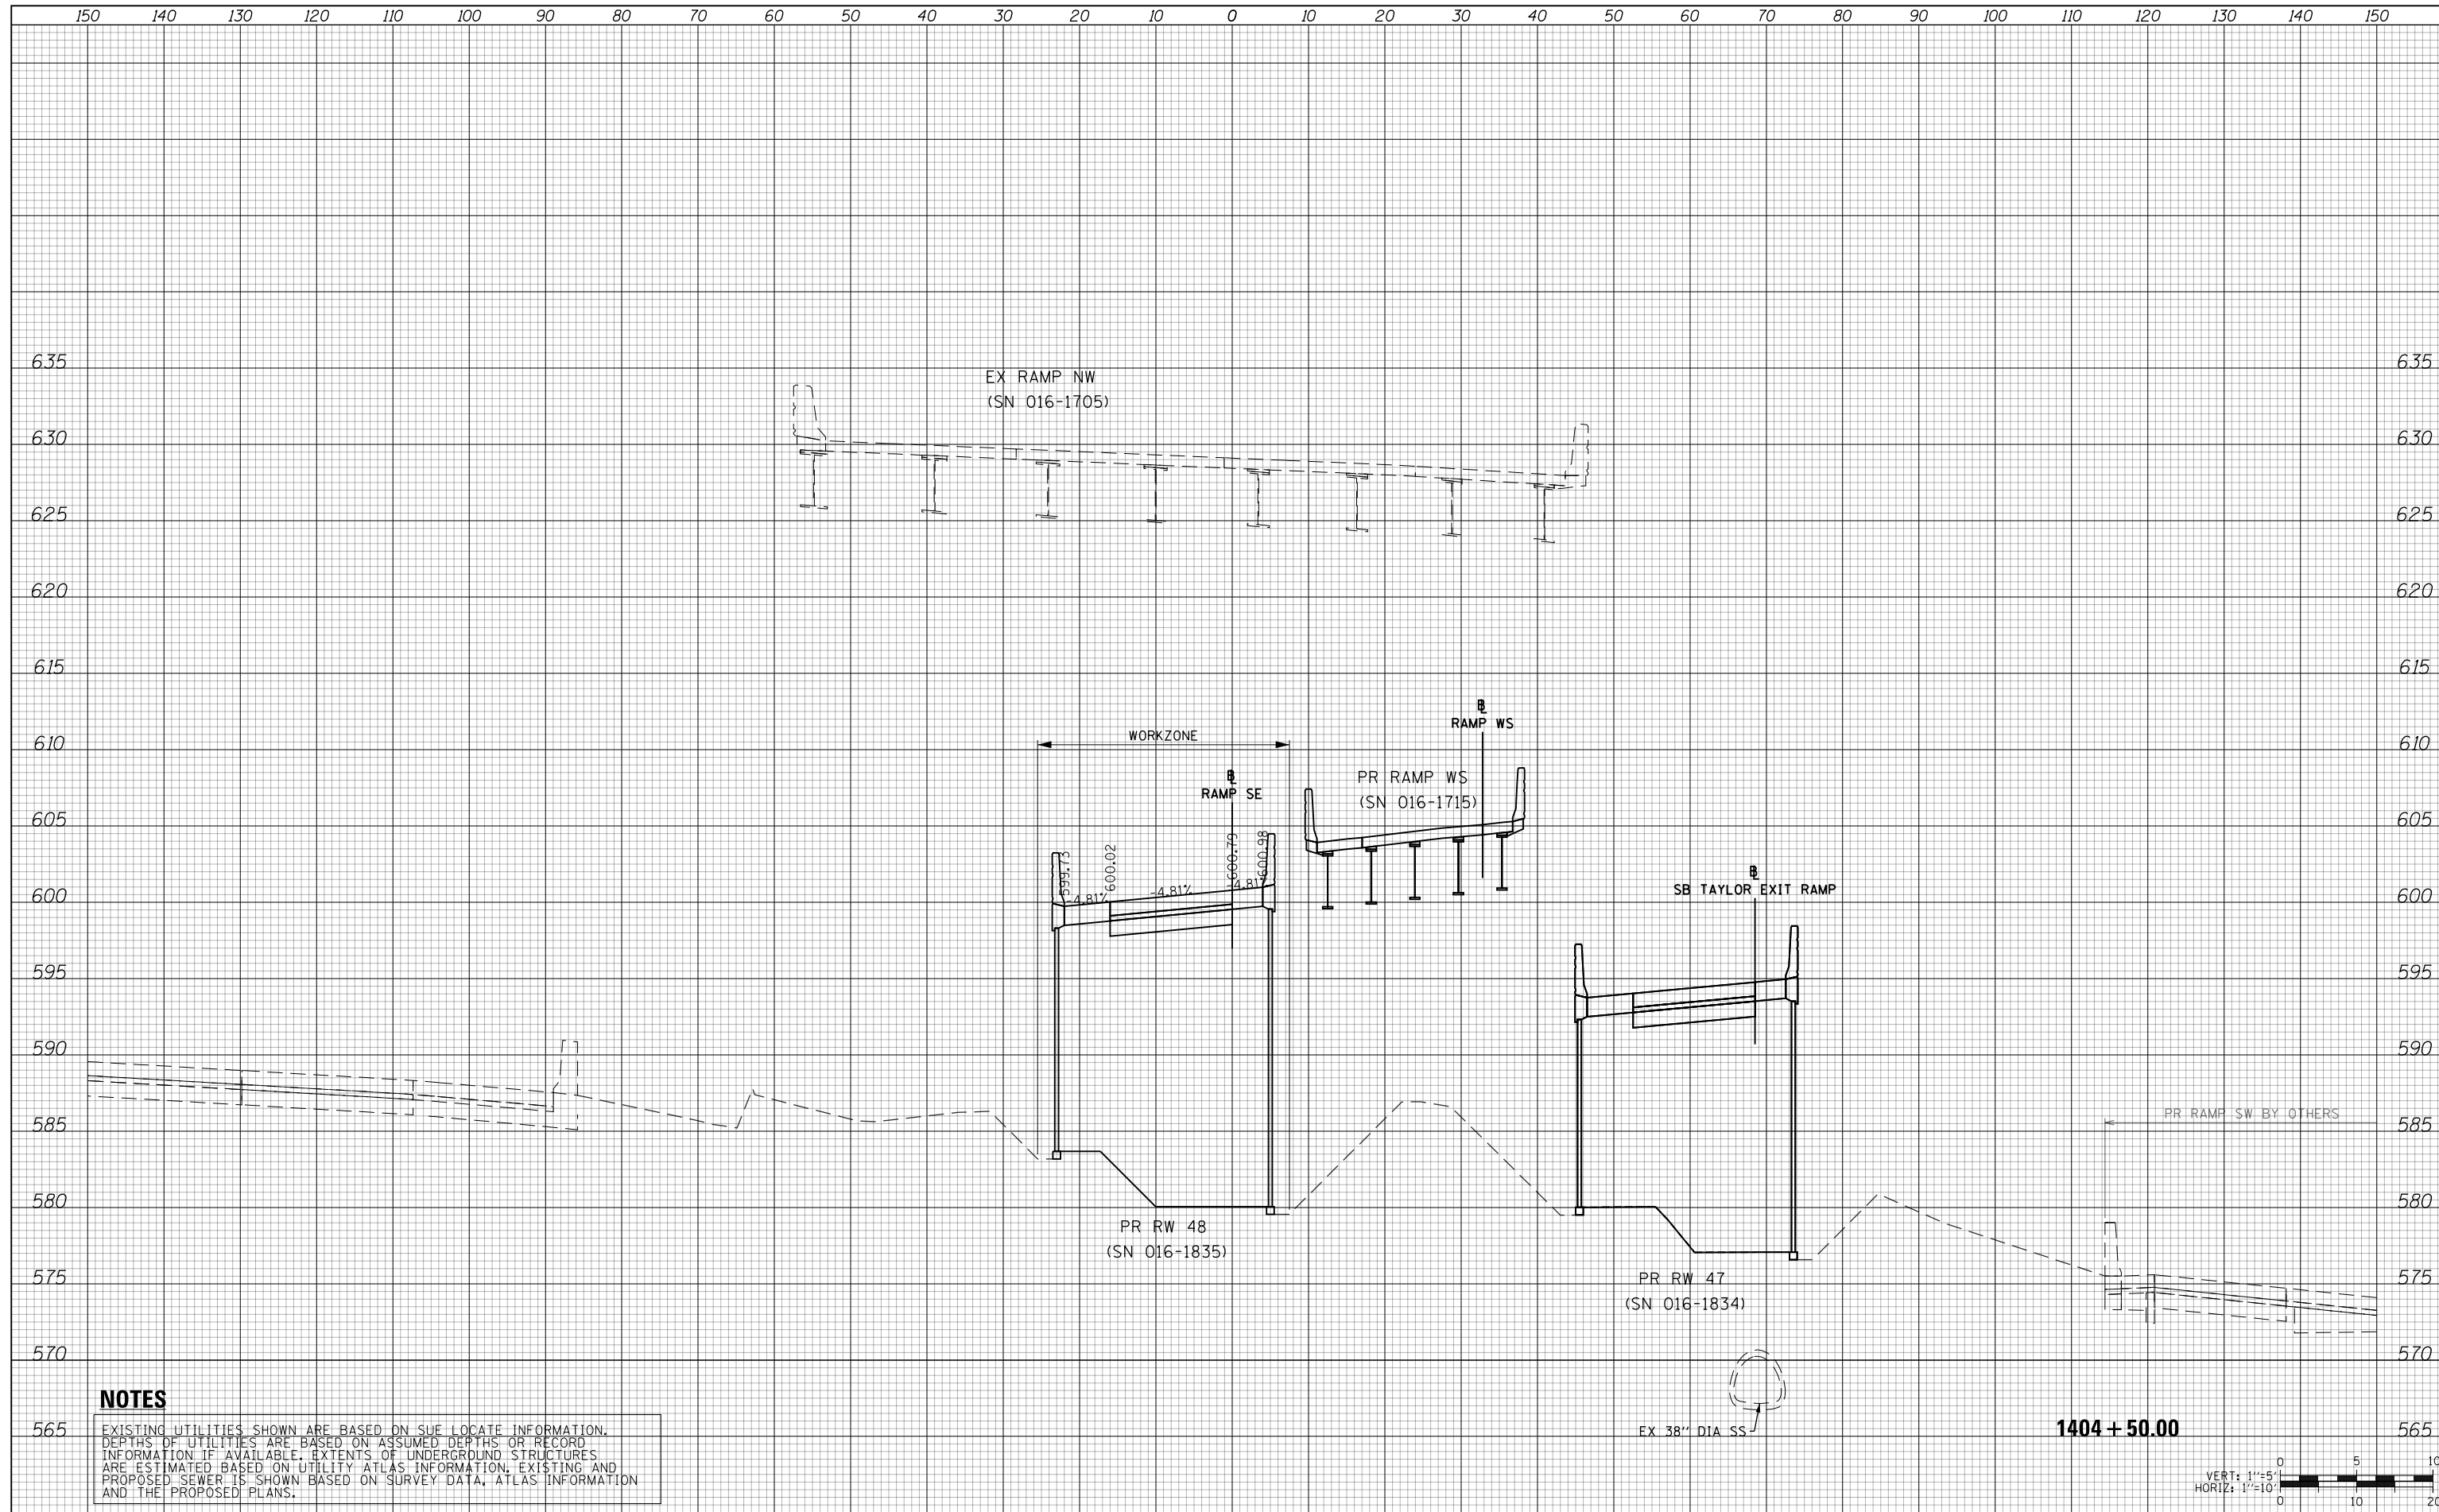 150 140 130 120 110 100 90 80 70 60 50 40 30 20 10 0 10 20 30 40 50 60 70 80 90 100 110 120 130 140 150
635 635
EX RAMP NW
(SN 016-1705)
630 630
625 625
620 620
615 615
RAMP WS
610 WORKZONE 610
PR RAMP WS
(SN 016-1715)
RAMP SE
605 605
599.73 600.02 600.79 600.98
-4.81% -4.81% -4.81%
SB TAYLOR EXIT RAMP
600 600
595 595
590 590
PR RAMP SW BY OTHERS
585 585
580 580
PR RW 48
(SN 016-1835)
575 575
PR RW 47
(SN 016-1834)
570 570
NOTES
EXISTING UTILITIES SHOWN ARE BASED ON SUE LOCATE INFORMATION.
DEPTHS OF UTILITIES ARE BASED ON ASSUMED DEPTHS OR RECORD
INFORMATION IF AVAILABLE. EXTENTS OF UNDERGROUND STRUCTURES
ARE ESTIMATED BASED ON UTILITY ATLAS INFORMATION. EXISTING AND
PROPOSED SEWER IS SHOWN BASED ON SURVEY DATA, ATLAS INFORMATION
AND THE PROPOSED PLANS.
565 565
EX 38'' DIA SS
1404+50.00
0 5 10
VERT: 1''=5'
HORIZ: 1''=10'
0 10 20